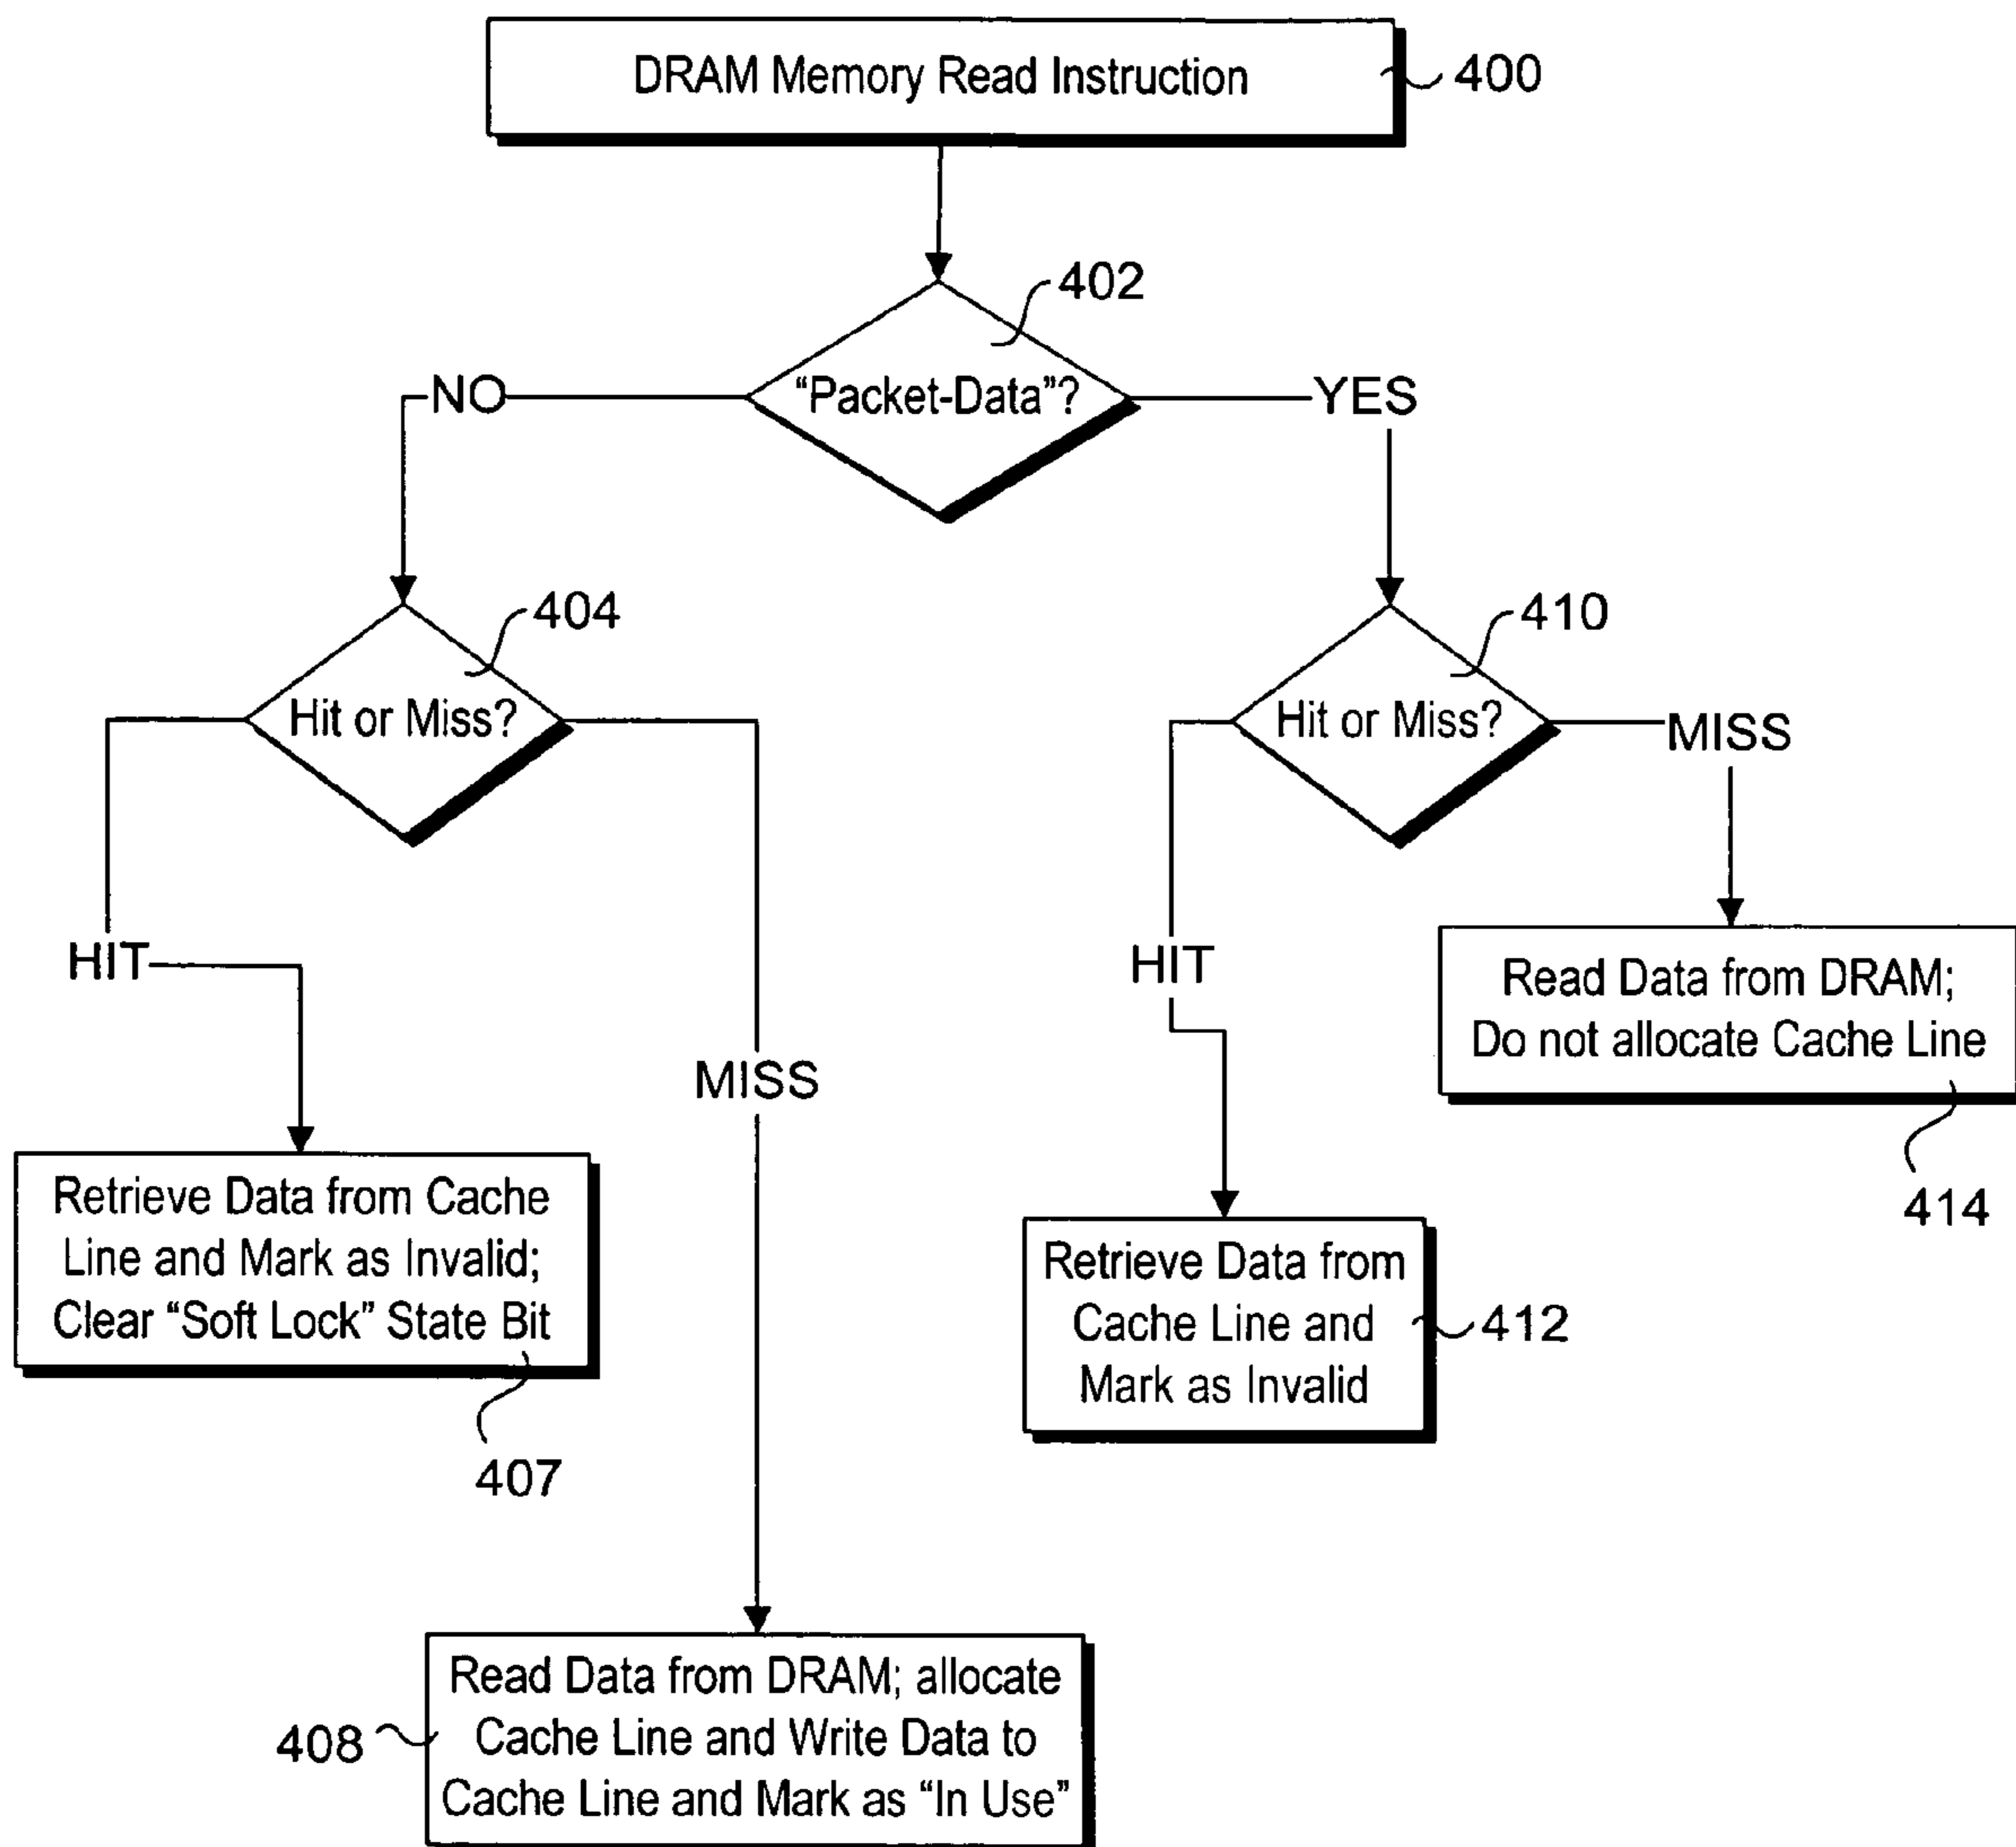 DRAM Memory Read Instruction
400
402
"Packet-Data"?
NO
YES
404
Hit or Miss?
410
Hit or Miss?
MISS
HIT
HIT
Read Data from DRAM;
Do not allocate Cache Line
414
MISS
Retrieve Data from Cache
Line and Mark as Invalid;
Clear "Soft Lock" State Bit
407
Retrieve Data from
Cache Line and
Mark as Invalid
412
Read Data from DRAM; allocate
Cache Line and Write Data to
Cache Line and Mark as "In Use"
408